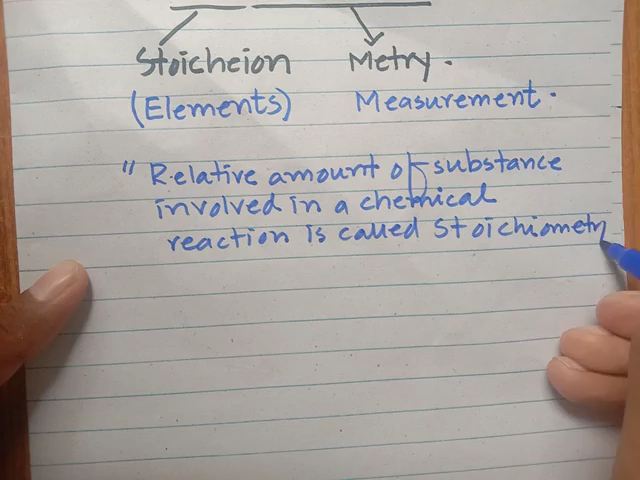 Stoicheion Metry.
(Elements) Measurement.
" Relative amount of substance
involved in a chemical
reaction is called Stoichiometry